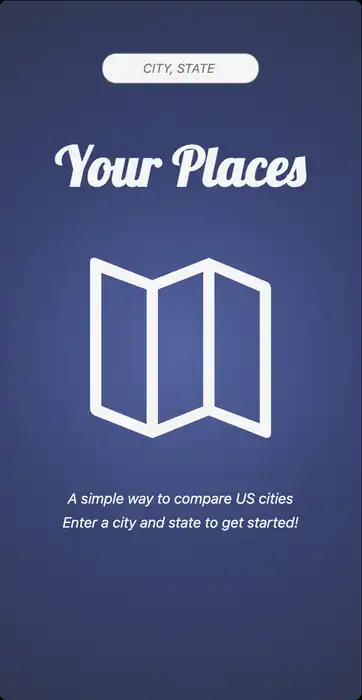 CITY, STATE
Your Places
A simple way to compare US cities
Enter a city and state to get started!